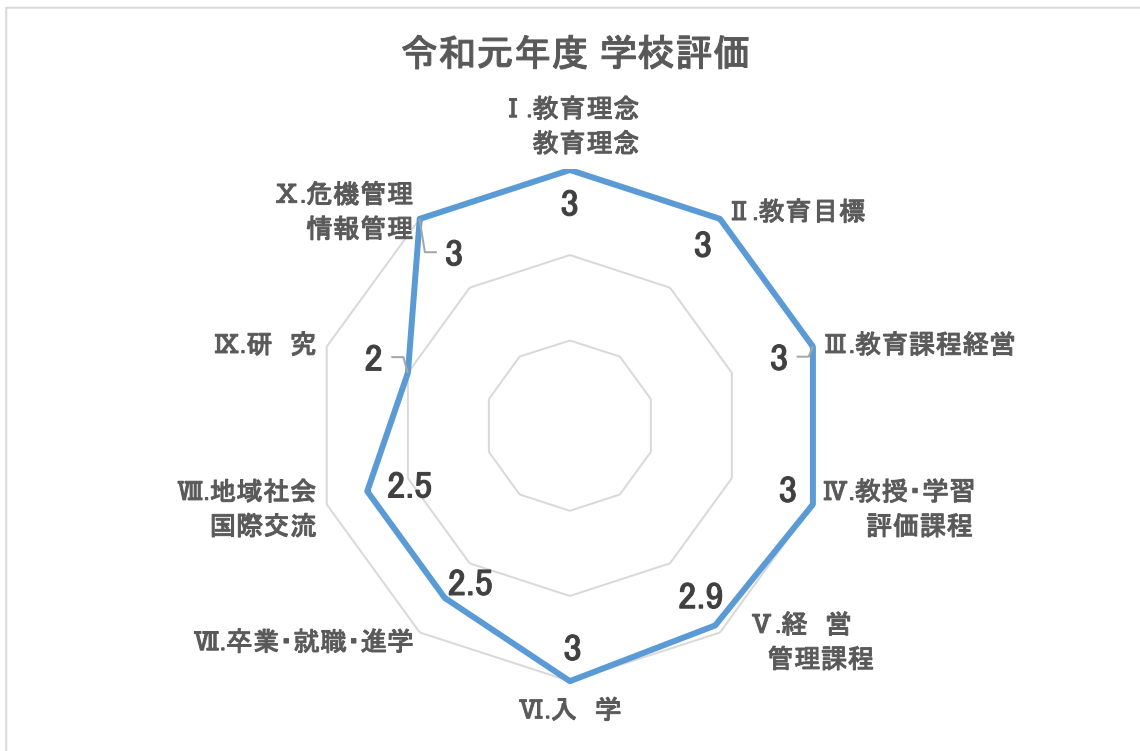 令和元年度 学校評価
Ⅰ.教育理念
教育理念
3
Ⅱ.教育目標
3
Ⅲ.教育課程経営
3
Ⅳ.教授・学習
評価課程
3
Ⅴ.経　営
管理課程
2.9
Ⅵ.入　学
3
Ⅶ.卒業・就職・進学
2.5
Ⅷ.地域社会
国際交流
2.5
Ⅸ.研　究
2
Ⅹ.危機管理
情報管理
3